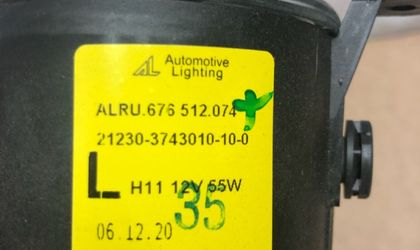 Automotive
Lighting
ALRU.676 512.074
21230-3743010-10-0
L H11 12V 55W
35
06.12.20